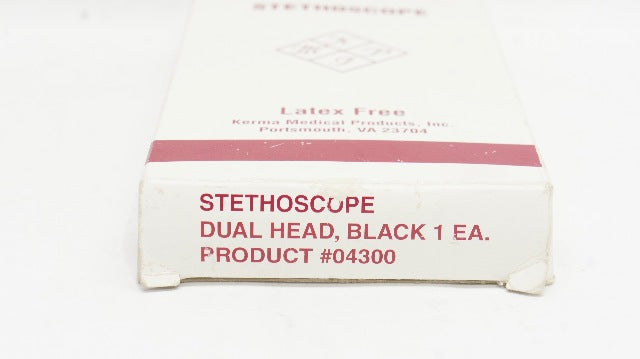 STETHOSCOPE
Latex Free
Kerma Medical Products, Inc.
Portsmouth, VA 23704
STETHOSCOPE
DUAL HEAD, BLACK 1 EA.
PRODUCT #04300